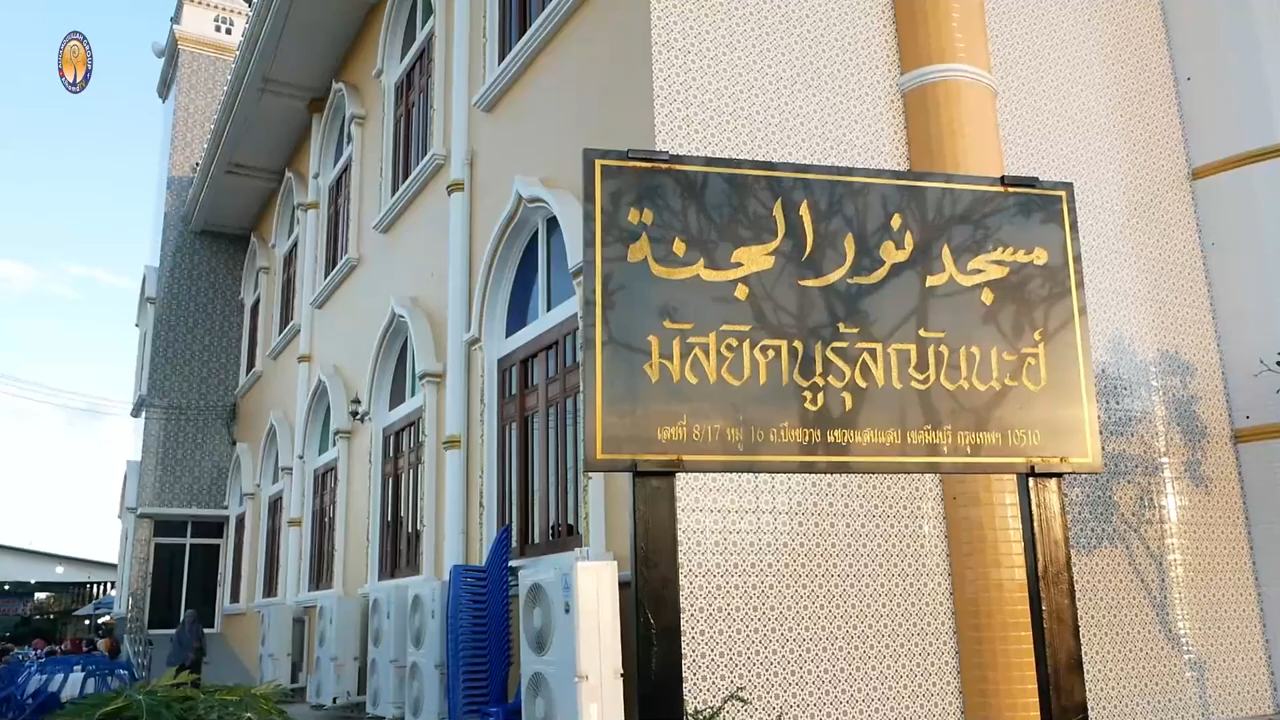 مسجد نور الجنة
มัสยิดนูรุ้ลญันนะฮ์
เลขที่ 8/17 หมู่ 16 ถ.บึงขวาง แขวงแสนแสบ เขตมีนบุรี กรุงเทพฯ 10510